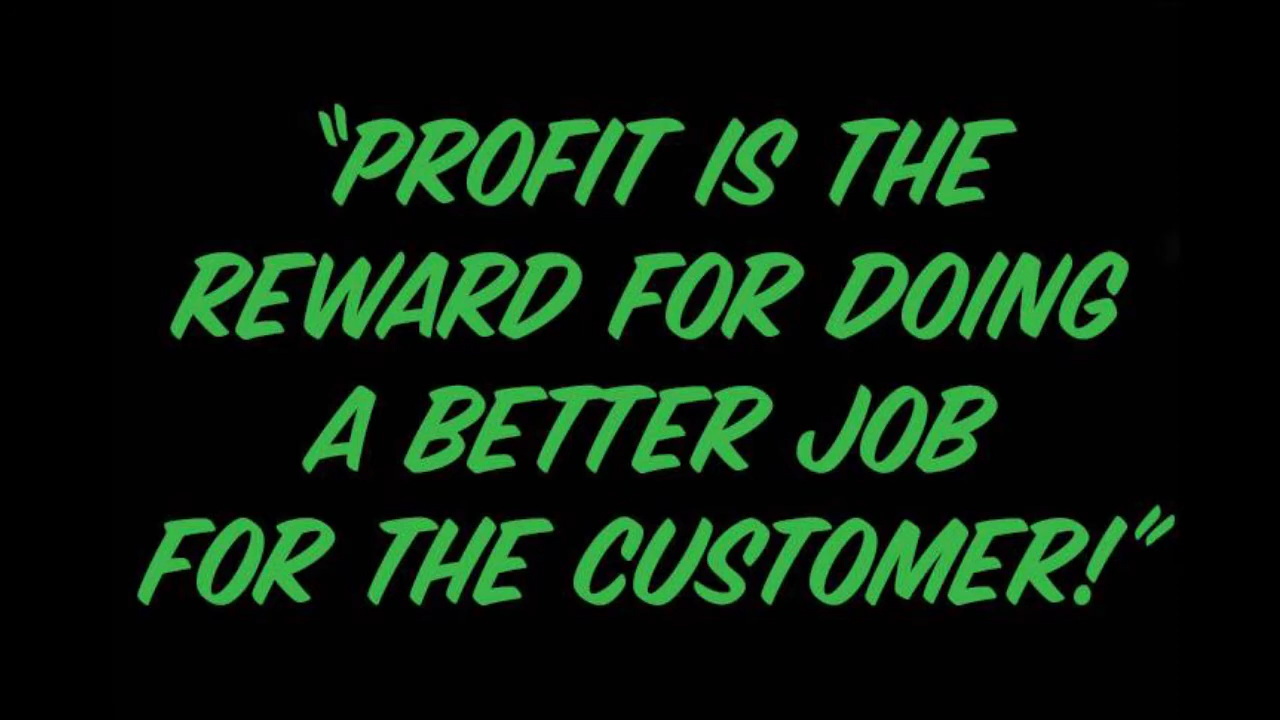 “PROFIT IS THE
REWARD FOR DOING
A BETTER JOB
FOR THE CUSTOMER!”